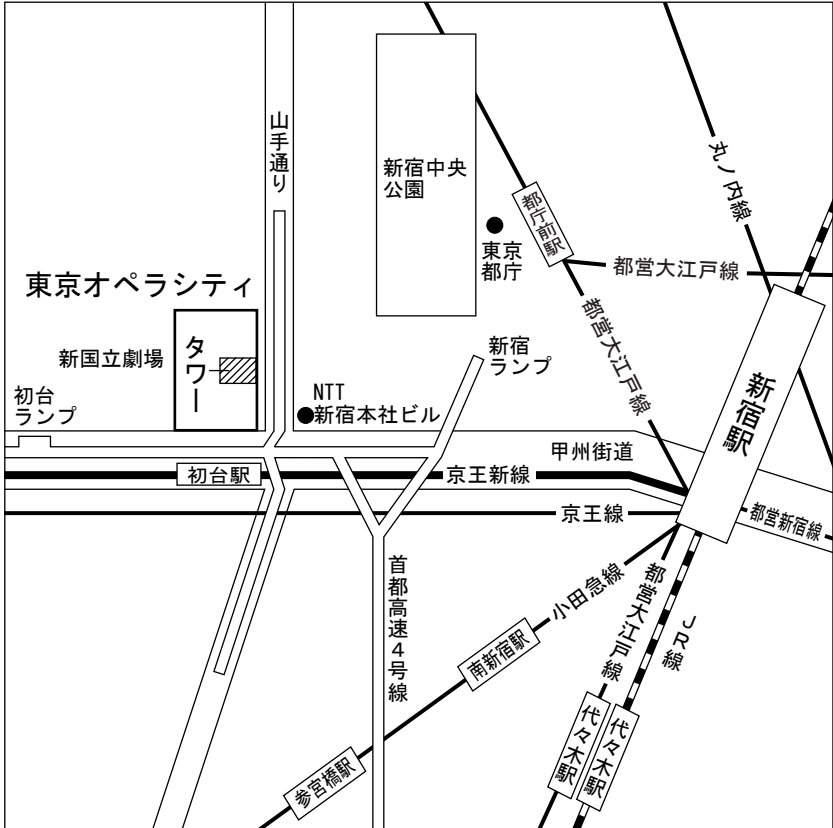 山手通り
新宿中央
公園
丸ノ内線
都庁前駅
東京
都庁
都営大江戸線
東京オペラシティ
都営大江戸線
新国立劇場
タワー
新宿
ランプ
新宿駅
初台
ランプ
NTT
新宿本社ビル
甲州街道
初台駅
京王新線
京王線
都営新宿線
首都高速4号線
小田急線
都営大江戸線
JR線
南新宿駅
代々木駅
代々木駅
参宮橋駅